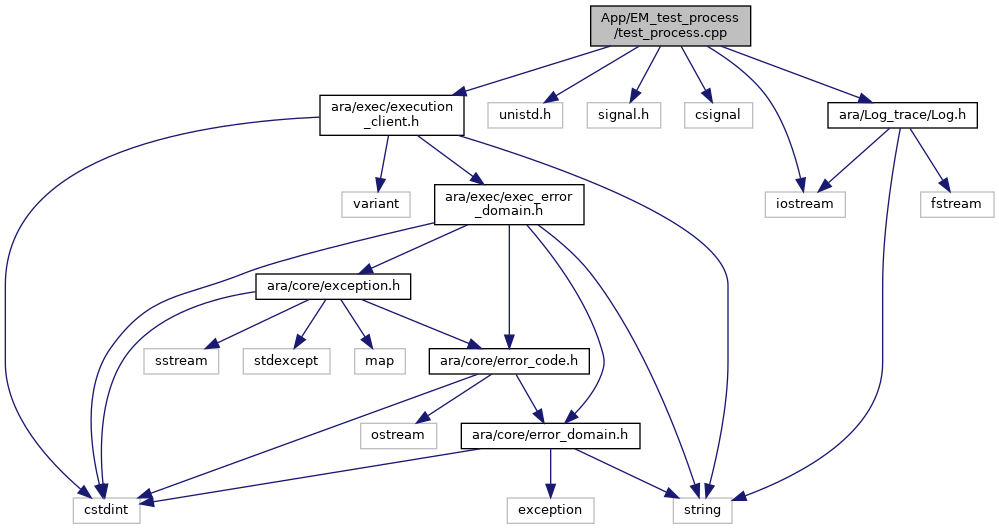 App/EM_test_process
/test_process.cpp
ara/exec/execution
_client.h
unistd.h
signal.h
csignal
ara/Log_trace/Log.h
variant
ara/exec/exec_error
_domain.h
iostream
fstream
ara/core/exception.h
sstream
stdexcept
map
ara/core/error_code.h
ostream
ara/core/error_domain.h
cstdint
exception
string